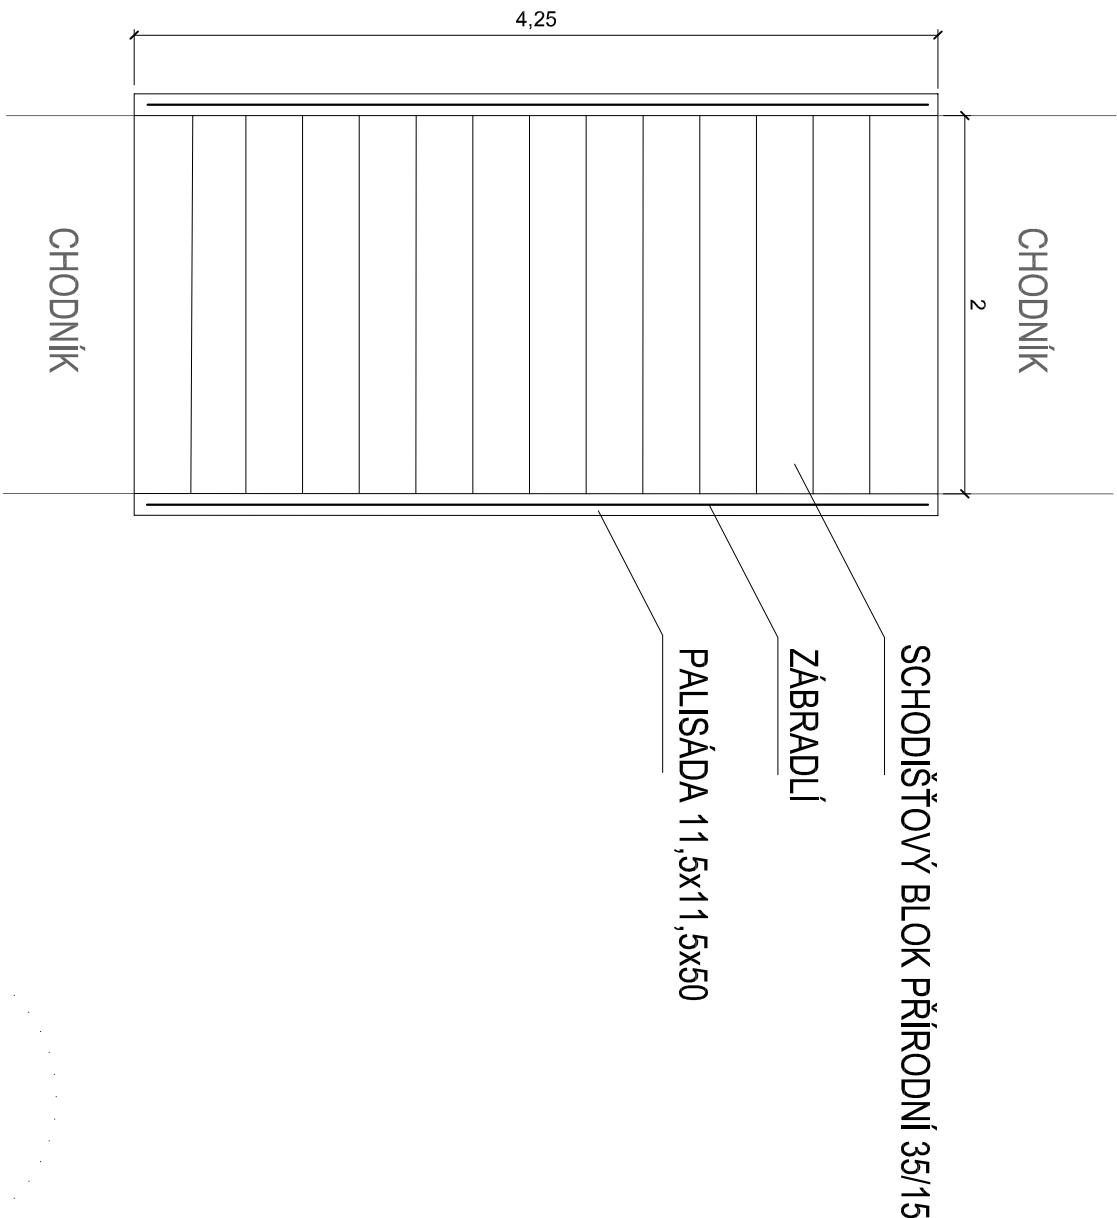 4,25
CHODNÍK
2
CHODNÍK
SCHODIŠŤOVÝ BLOK PŘÍRODNÍ 35/15
ZÁBRADLÍ
PALISÁDA 11,5x11,5x50